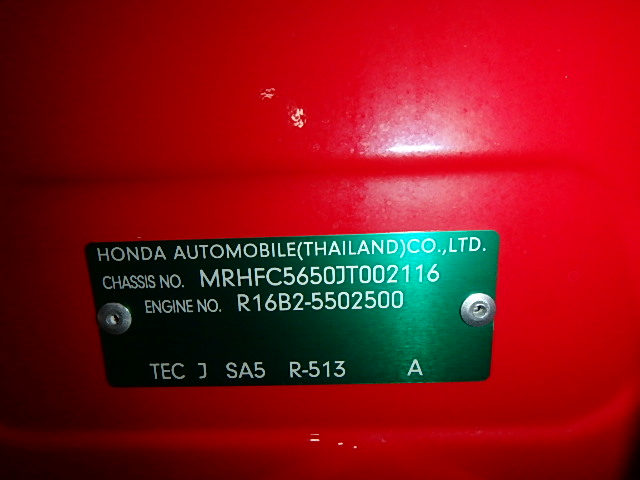 HONDA AUTOMOBILE(THAILAND)CO.,LTD.
CHASSIS NO. MRHFC5650JT002116
ENGINE NO. R16B2-5502500
TEC J SA5 R-513 A